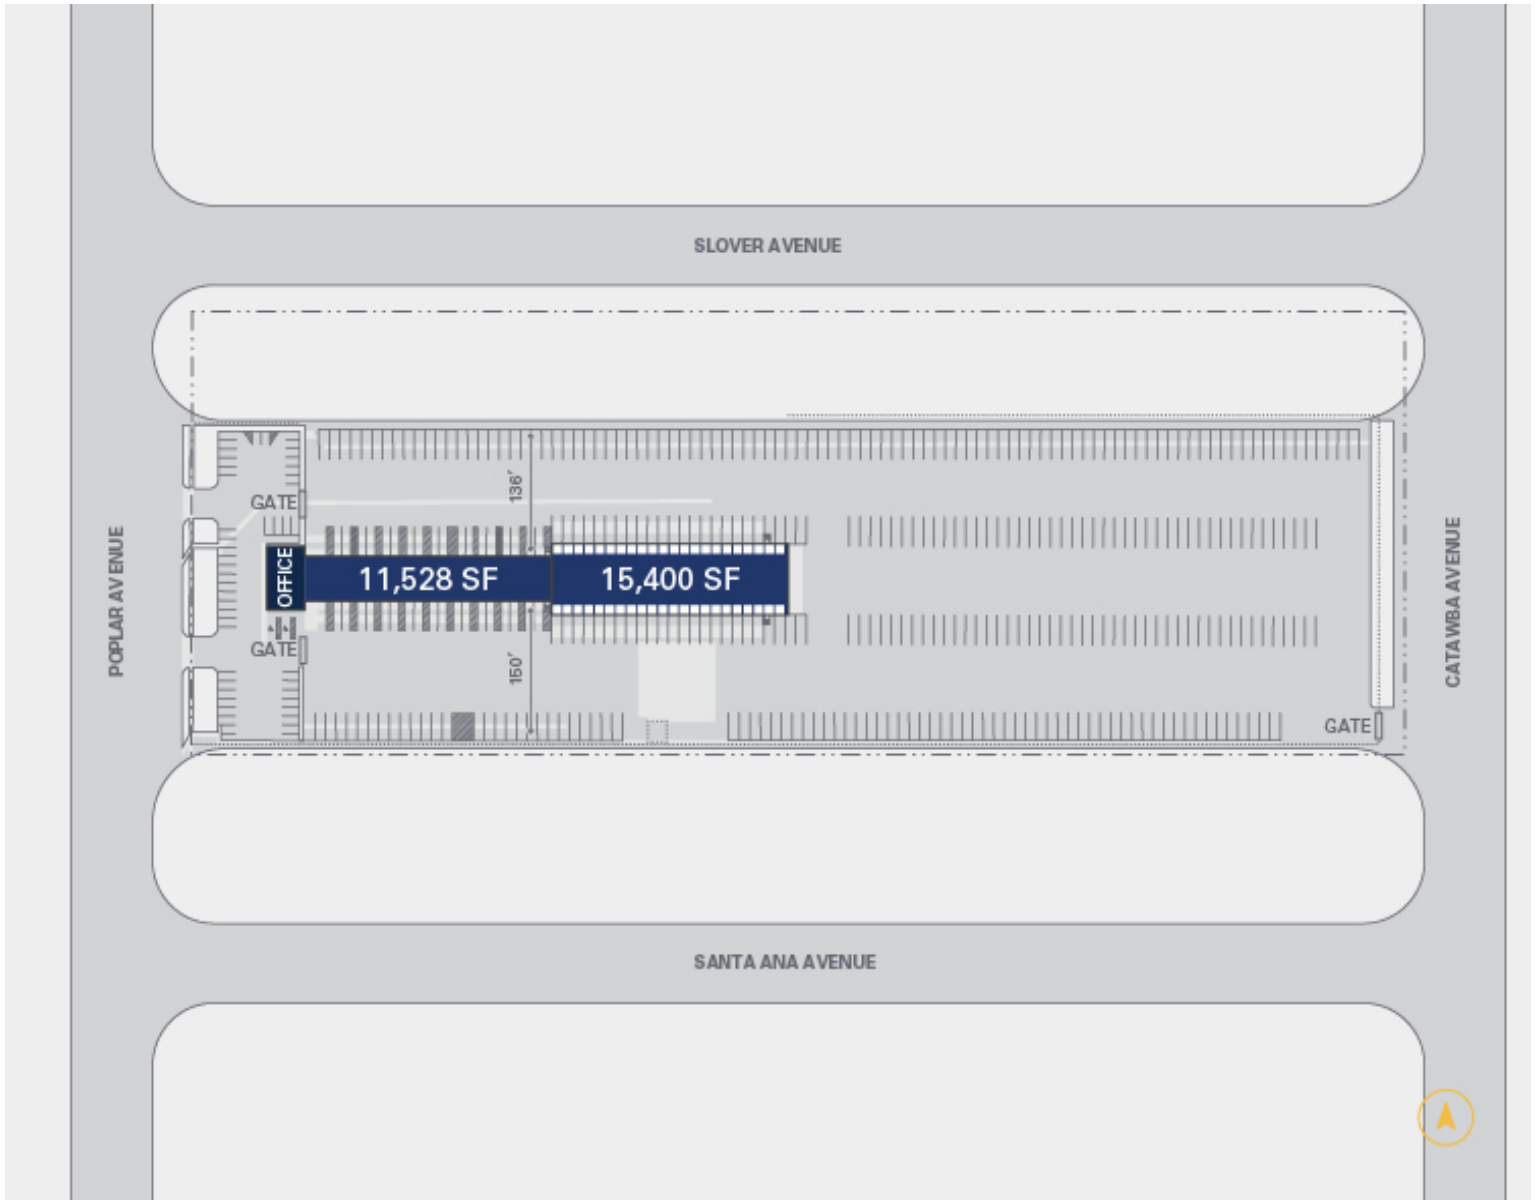 SLOVER AVENUE
136'
GATE
POPLAR AVENUE
OFFICE
11,528 SF
15,400 SF
CATAWBA AVENUE
GATE
150'
GATE
SANTA ANA AVENUE